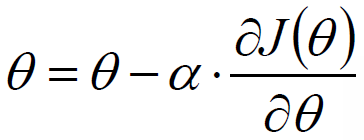 θ = θ − α · ∂J(θ) / ∂θ